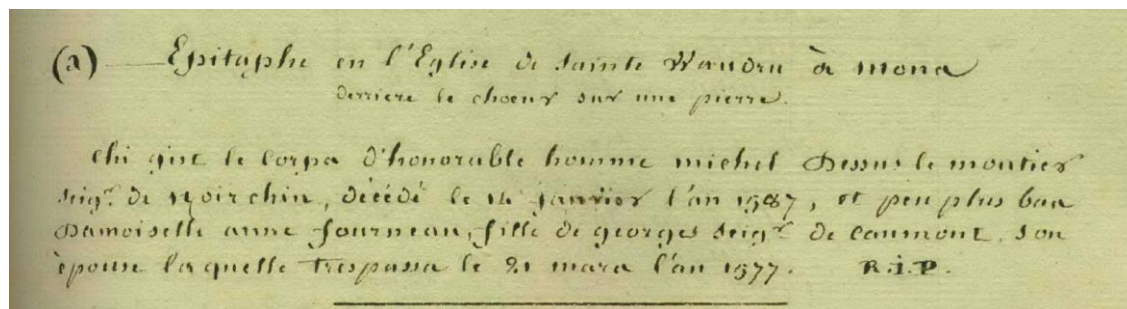 (a) — Epitaphe en l'Eglise de Sainte Waudru à mons
derriere le choeur sur une pierre.
chi gist le corps d'honorable homme michel Dessus le moutier
seigr. de Noirchin, décédé le 14 janvier l'an 1587, et peu plus bas
Damoiselle anne fourneau, fille de georges seigr. de caumont, son
épouse laquelle trespassa le 21 mars l'an 1577. R.I.P.